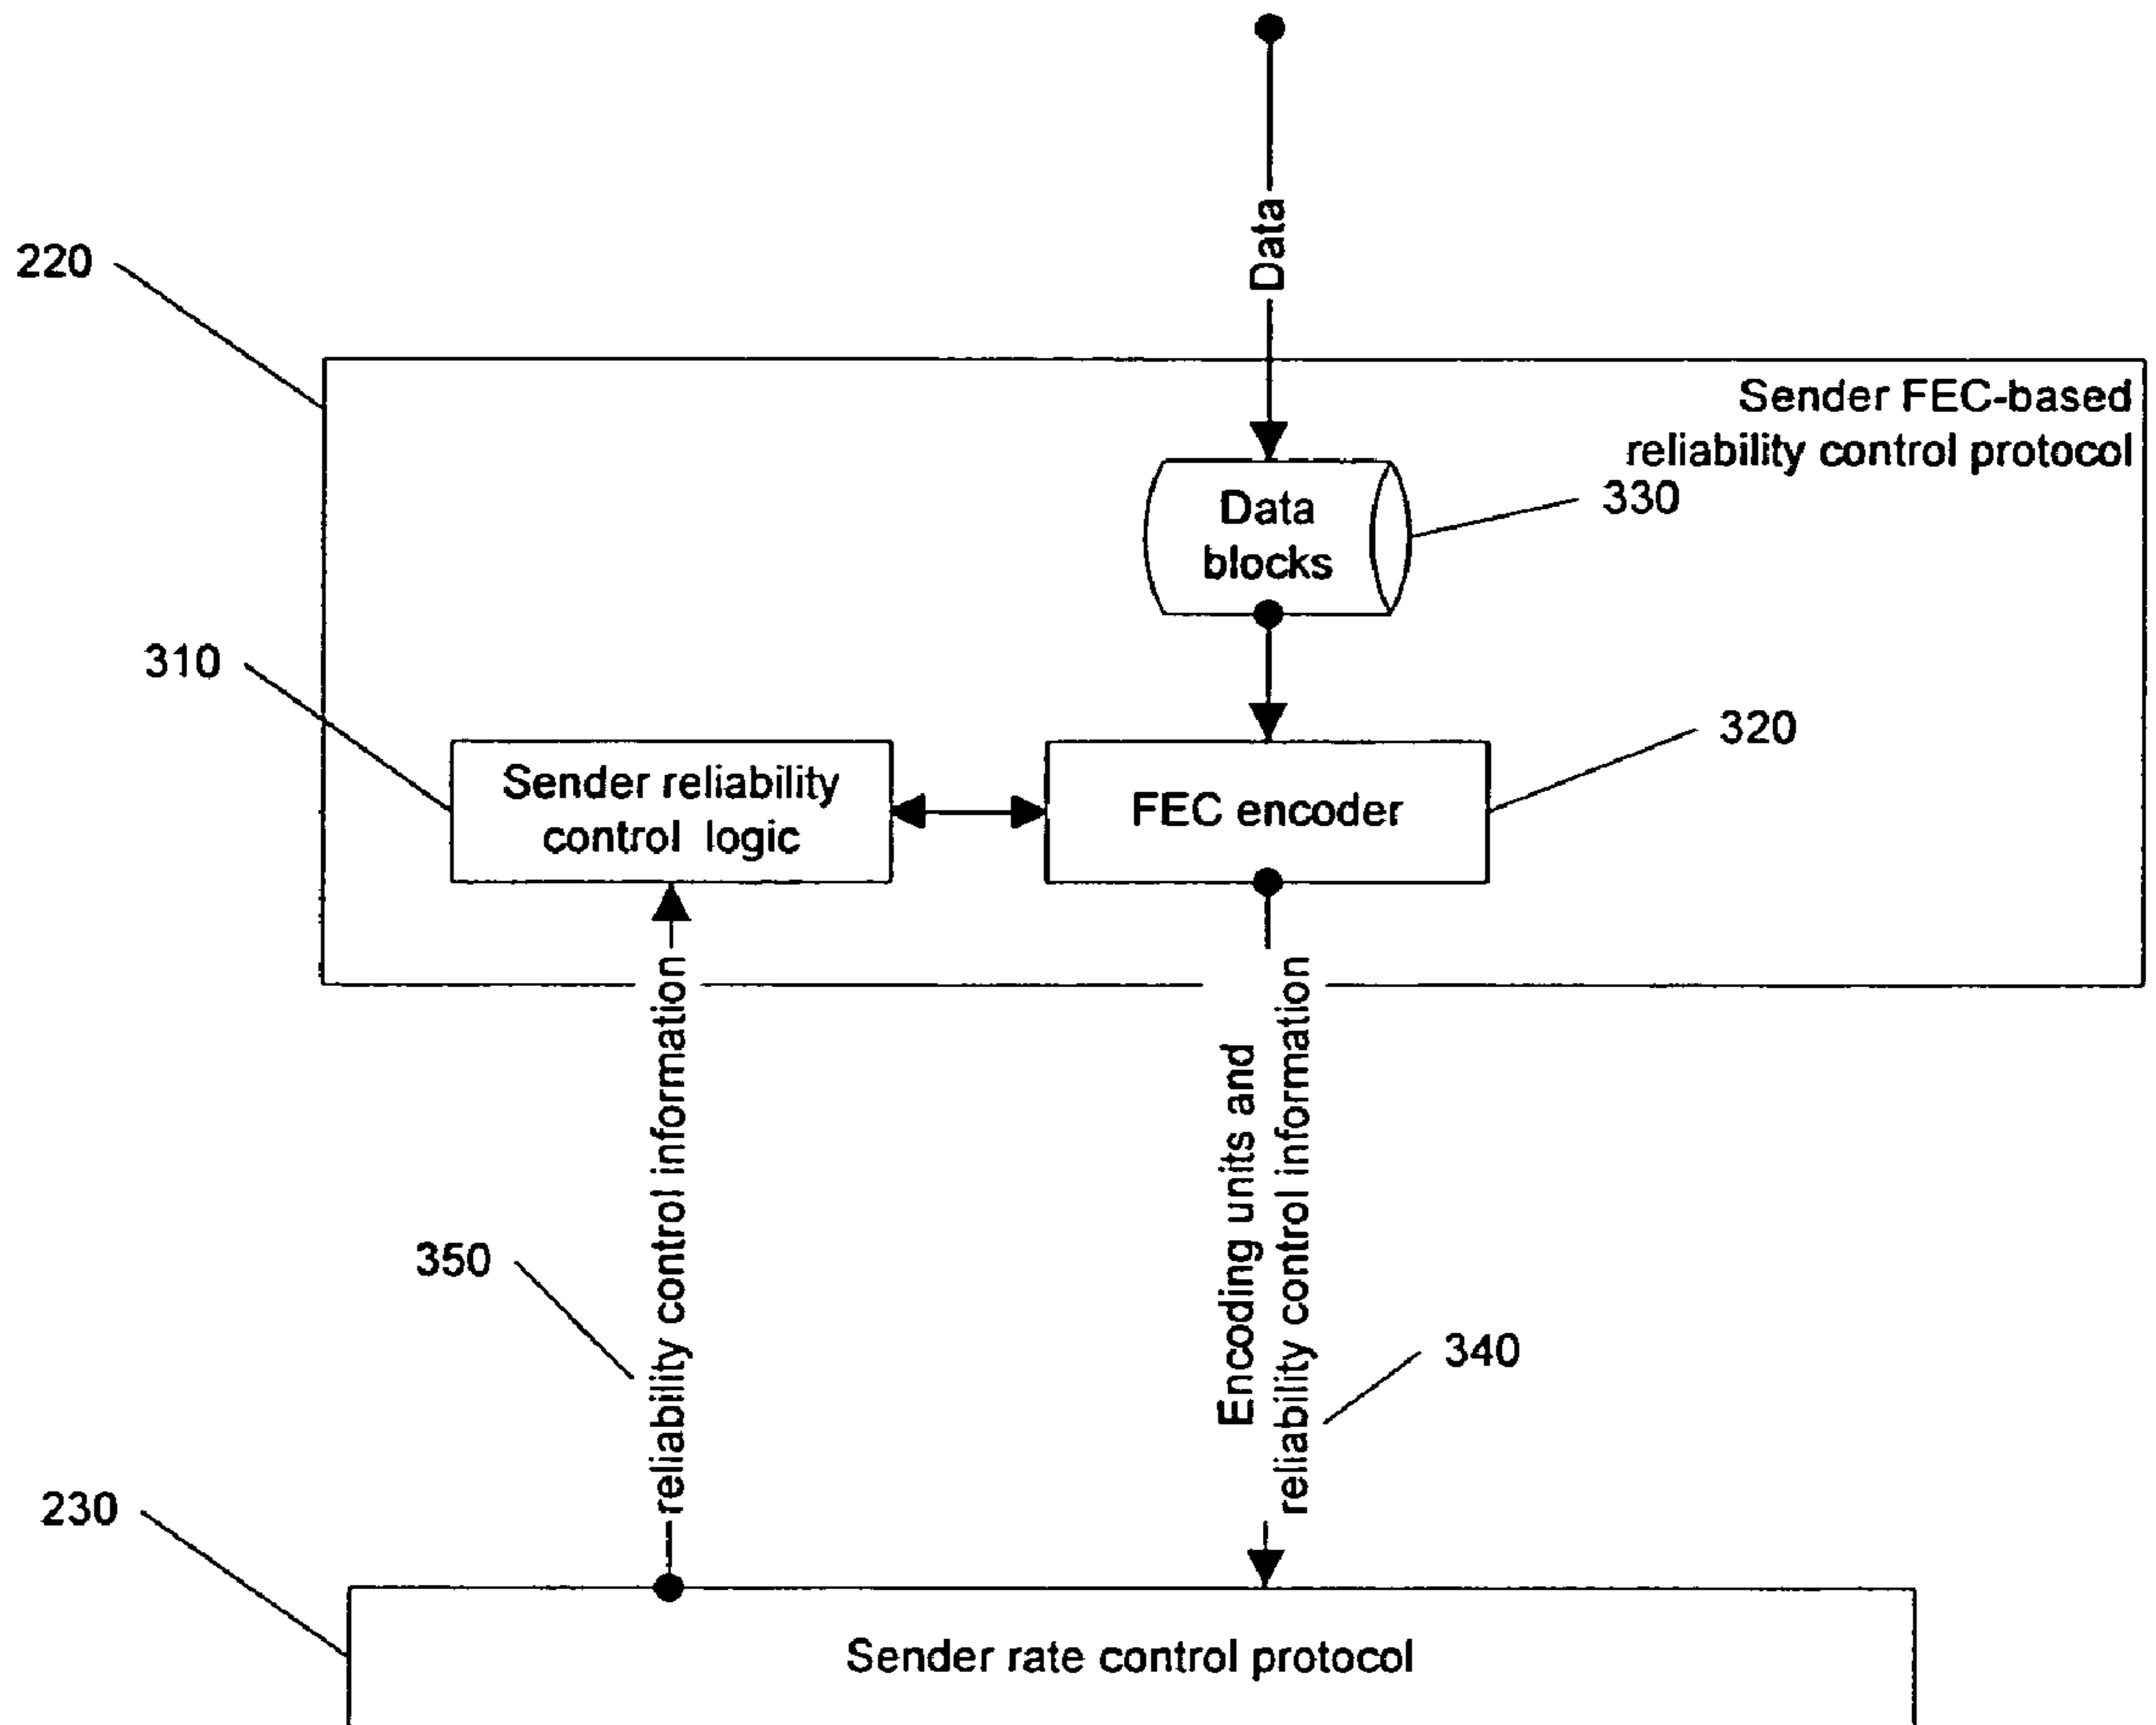 Data
220
Sender FEC-based
reliability control protocol
330
Data
blocks
310
320
Sender reliability
control logic
FEC encoder
reliability control information
Encoding units and
reliability control information
350
340
230
Sender rate control protocol